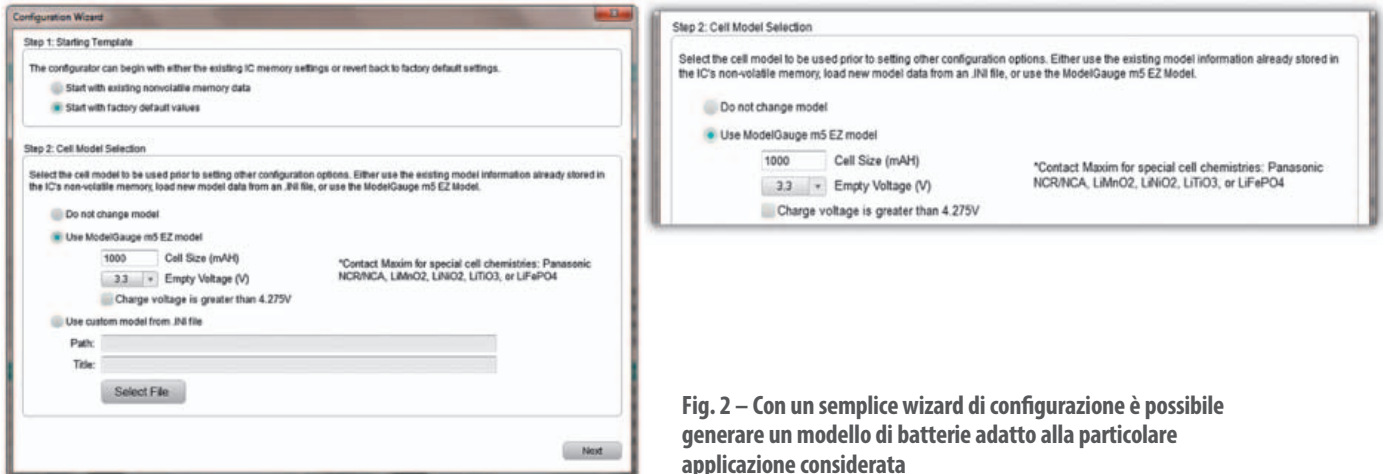 Configuration Wizard
Step 1: Starting Template
The configurator can begin with either the existing IC memory settings or revert back to factory default settings.
Start with existing nonvolatile memory data
Start with factory default values
Step 2: Cell Model Selection
Select the cell model to be used prior to setting other configuration options. Either use the existing model information already stored in
the IC's non-volatile memory, load new model data from an .INI file, or use the ModelGauge m5 EZ Model.
Do not change model
Use ModelGauge m5 EZ model
1000 Cell Size (mAH)
3.3 Empty Voltage (V)
Charge voltage is greater than 4.275V
*Contact Maxim for special cell chemistries: Panasonic
NCR/NCA, LiMnO2, LiNiO2, LiTiO3, or LiFePO4
Use custom model from .INI file
Path:
Title:
Select File
Next
Step 2: Cell Model Selection
Select the cell model to be used prior to setting other configuration options. Either use the existing model information already stored in
the IC's non-volatile memory, load new model data from an .INI file, or use the ModelGauge m5 EZ Model.
Do not change model
Use ModelGauge m5 EZ model
1000 Cell Size (mAH)
3.3 Empty Voltage (V)
Charge voltage is greater than 4.275V
*Contact Maxim for special cell chemistries: Panasonic
NCR/NCA, LiMnO2, LiNiO2, LiTiO3, or LiFePO4
Fig. 2 – Con un semplice wizard di configurazione è possibile
generare un modello di batterie adatto alla particolare
applicazione considerata